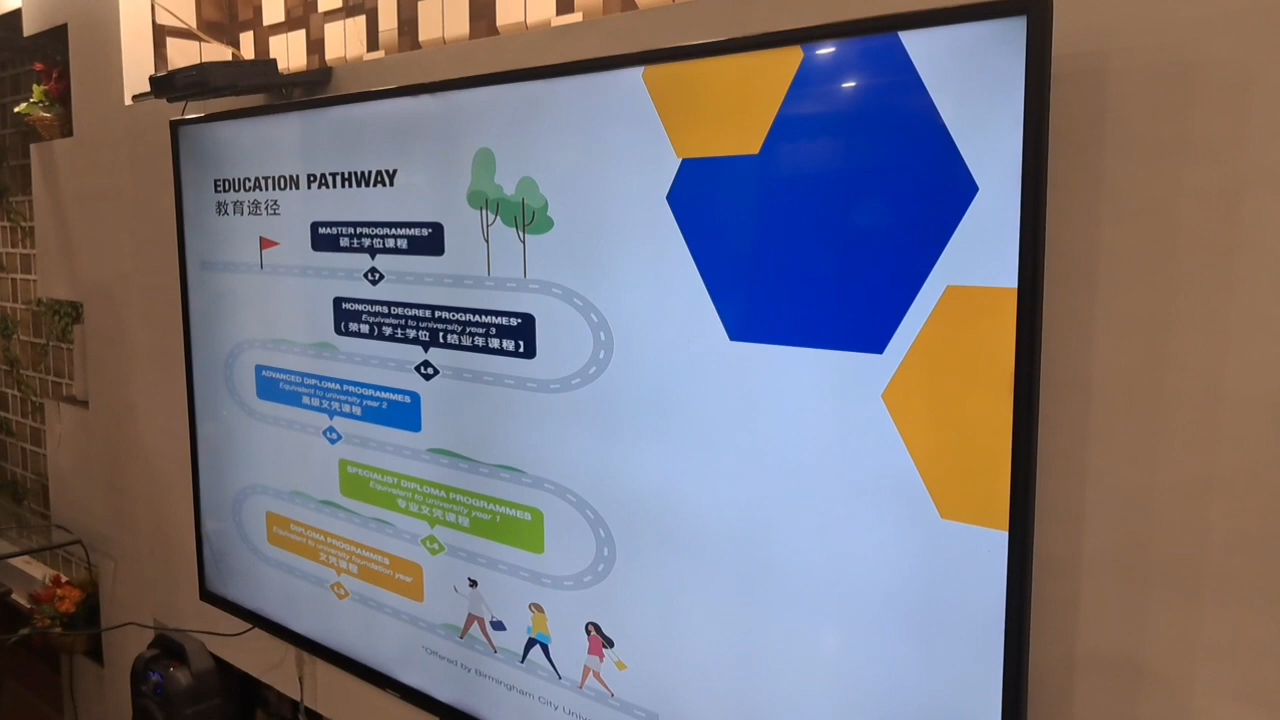 EDUCATION PATHWAY
教育途径
MASTER PROGRAMMES*
硕士学位课程
L7
HONOURS DEGREE PROGRAMMES*
Equivalent to university year 3
（荣誉）学士学位【结业年课程】
L6
ADVANCED DIPLOMA PROGRAMMES
Equivalent to university year 2
高级文凭课程
L5
SPECIALIST DIPLOMA PROGRAMMES
Equivalent to university year 1
专业文凭课程
L4
DIPLOMA PROGRAMMES
Equivalent to university foundation year
文凭课程
L3
*Offered by Birmingham City